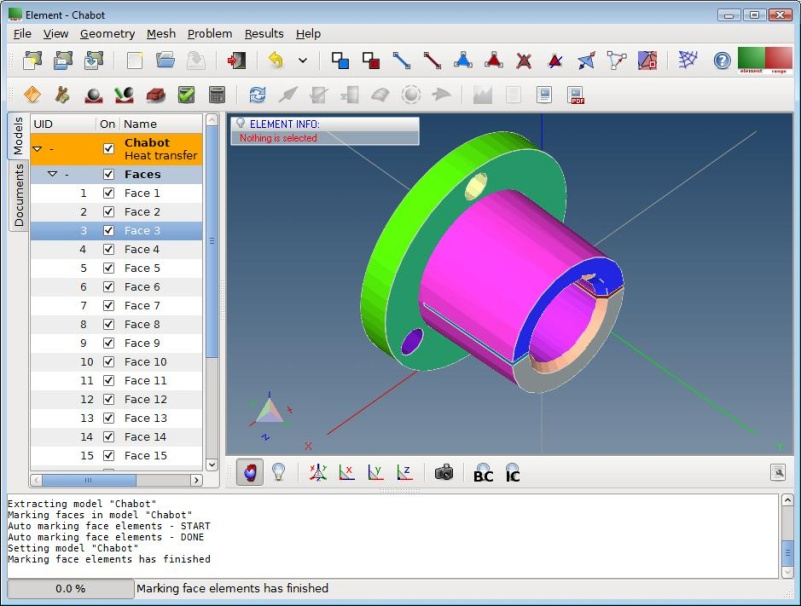 Element - Chabot
File View Geometry Mesh Problem Results Help
element range
PDF
Models
Documents
UID On Name
- Chabot
Heat transfer
- Faces
1 Face 1
2 Face 2
3 Face 3
4 Face 4
5 Face 5
6 Face 6
7 Face 7
8 Face 8
9 Face 9
10 Face 10
11 Face 11
12 Face 12
13 Face 13
14 Face 14
15 Face 15
ELEMENT INFO:
Nothing is selected
Z
X
x y z
x
y
z
BC IC
Extracting model "Chabot"
Marking faces in model "Chabot"
Auto marking face elements - START
Auto marking face elements - DONE
Setting model "Chabot"
Marking face elements has finished
0.0 % Marking face elements has finished